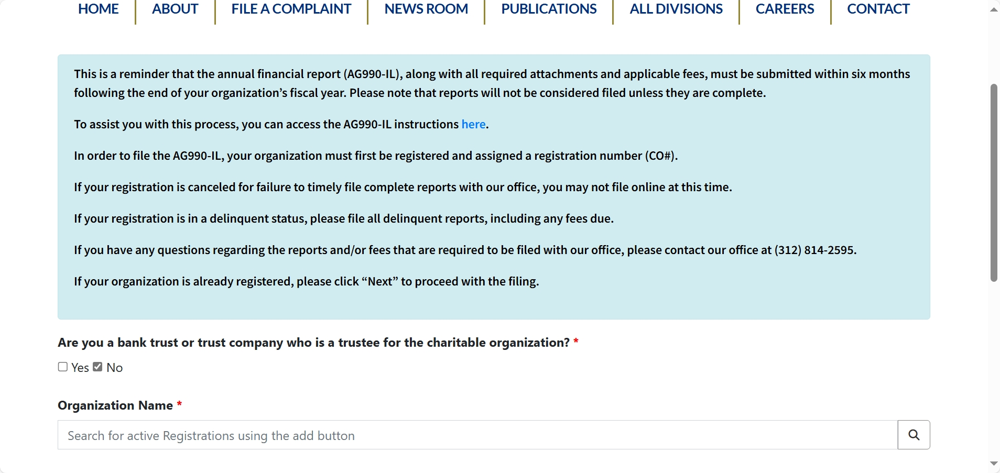 HOME
ABOUT
FILE A COMPLAINT
NEWS ROOM
PUBLICATIONS
ALL DIVISIONS
CAREERS
CONTACT
This is a reminder that the annual financial report (AG990-IL), along with all required attachments and applicable fees, must be submitted within six months
following the end of your organization’s fiscal year. Please note that reports will not be considered filed unless they are complete.
To assist you with this process, you can access the AG990-IL instructions here.
In order to file the AG990-IL, your organization must first be registered and assigned a registration number (CO#).
If your registration is canceled for failure to timely file complete reports with our office, you may not file online at this time.
If your registration is in a delinquent status, please file all delinquent reports, including any fees due.
If you have any questions regarding the reports and/or fees that are required to be filed with our office, please contact our office at (312) 814-2595.
If your organization is already registered, please click “Next” to proceed with the filing.
Are you a bank trust or trust company who is a trustee for the charitable organization? *
Yes No
Organization Name *
Search for active Registrations using the add button